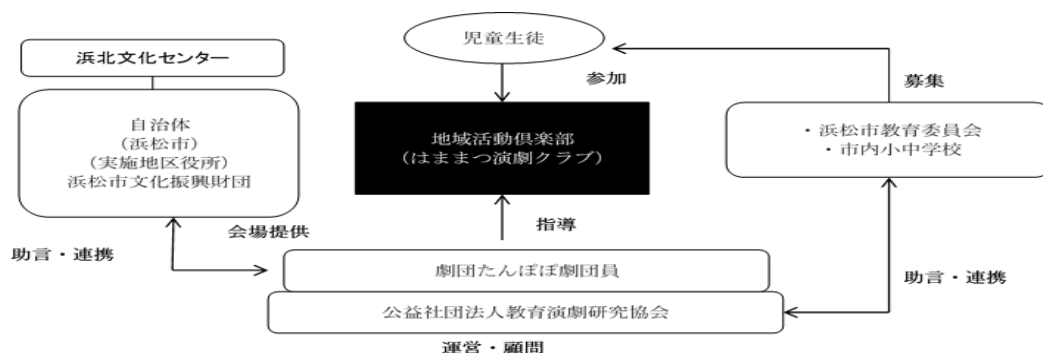 児童生徒
浜北文化センター
参加
募集
自治体
(浜松市)
(実施地区役所)
浜松市文化振興財団
地域活動倶楽部
(はままつ演劇クラブ)
・浜松市教育委員会
・市内小中学校
会場提供
指導
助言・連携
助言・連携
劇団たんぽぽ劇団員
公益社団法人教育演劇研究協会
運営・顧問